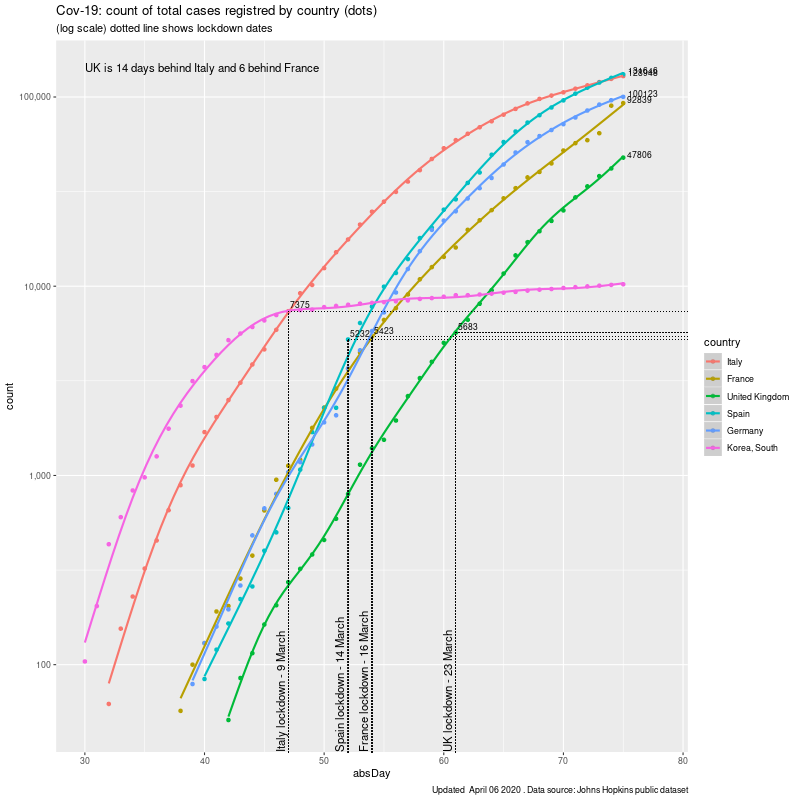 Cov-19: count of total cases registred by country (dots)
(log scale) dotted line shows lockdown dates
UK is 14 days behind Italy and 6 behind France
128948
100123
92839
47806
100,000
10,000
1,000
100
count
7375
5232
5423
5683
Italy lockdown - 9 March
Spain lockdown - 14 March
France lockdown - 16 March
UK lockdown - 23 March
30
40
50
60
70
80
absDay
country
Italy
France
United Kingdom
Spain
Germany
Korea, South
Updated April 06 2020 . Data source: Johns Hopkins public dataset